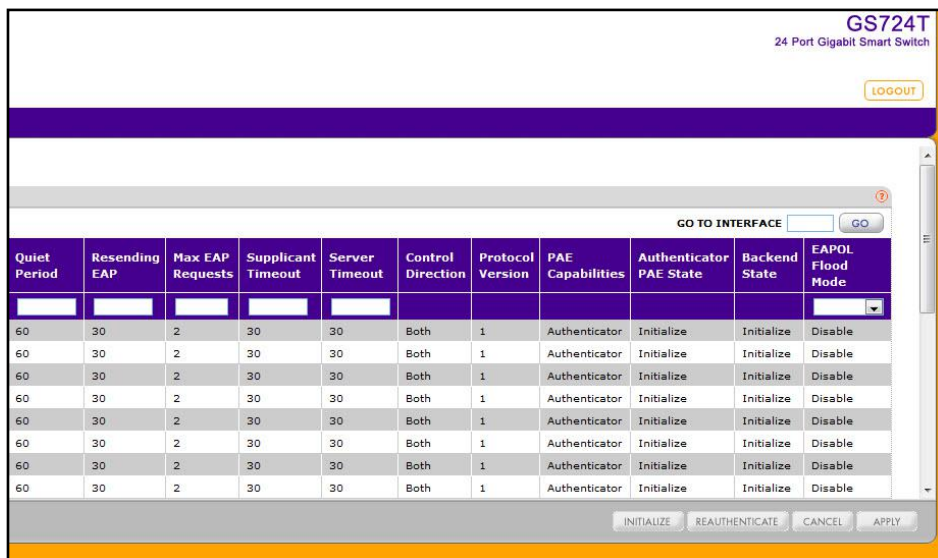 GS724T
24 Port Gigabit Smart Switch
LOGOUT
?
GO TO INTERFACE GO
Quiet Period Resending EAP Max EAP Requests Supplicant Timeout Server Timeout Control Direction Protocol Version PAE Capabilities Authenticator PAE State Backend State EAPOL Flood Mode
60 30 2 30 30 Both 1 Authenticator Initialize Initialize Disable
60 30 2 30 30 Both 1 Authenticator Initialize Initialize Disable
60 30 2 30 30 Both 1 Authenticator Initialize Initialize Disable
60 30 2 30 30 Both 1 Authenticator Initialize Initialize Disable
60 30 2 30 30 Both 1 Authenticator Initialize Initialize Disable
60 30 2 30 30 Both 1 Authenticator Initialize Initialize Disable
60 30 2 30 30 Both 1 Authenticator Initialize Initialize Disable
60 30 2 30 30 Both 1 Authenticator Initialize Initialize Disable
INITIALIZE REAUTHENTICATE CANCEL APPLY